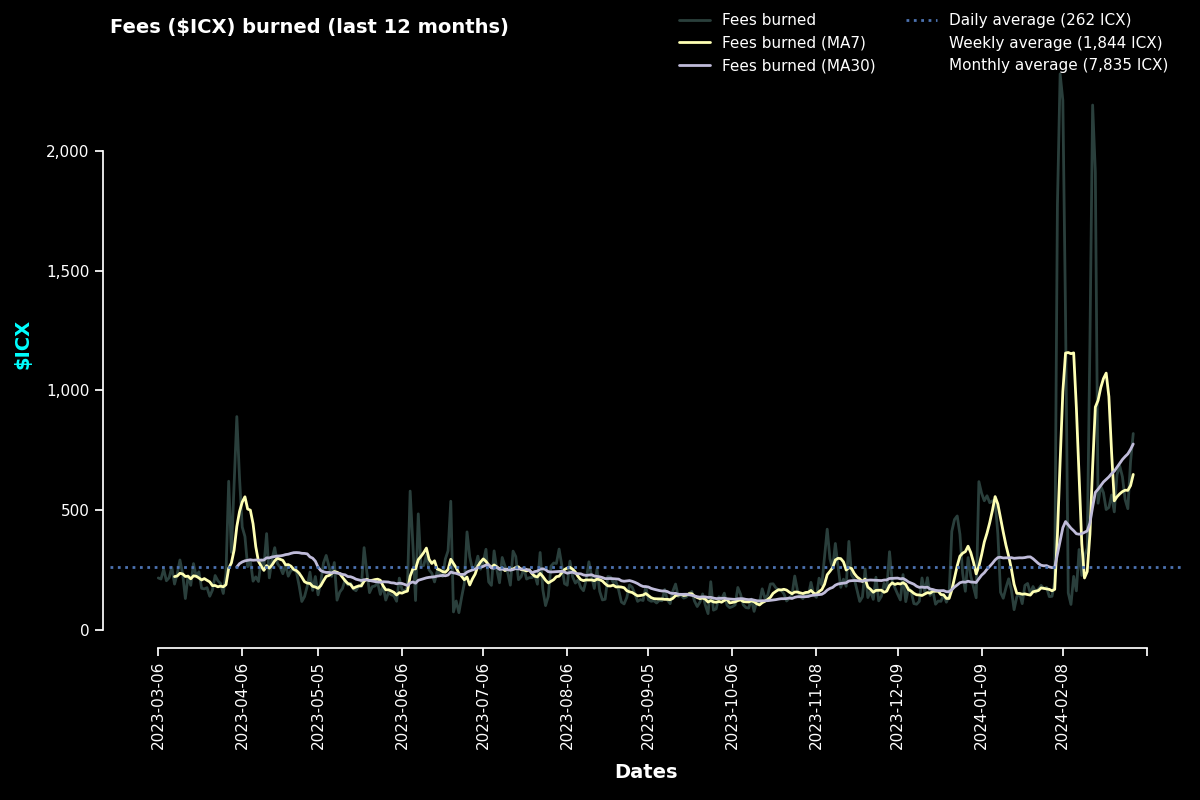 Fees ($ICX) burned (last 12 months)
Fees burned
Fees burned (MA7)
Fees burned (MA30)
Daily average (262 ICX)
Weekly average (1,844 ICX)
Monthly average (7,835 ICX)
2,000
1,500
1,000
500
0
$ICX
2023-03-06
2023-04-06
2023-05-05
2023-06-06
2023-07-06
2023-08-06
2023-09-05
2023-10-06
2023-11-08
2023-12-09
2024-01-09
2024-02-08
Dates